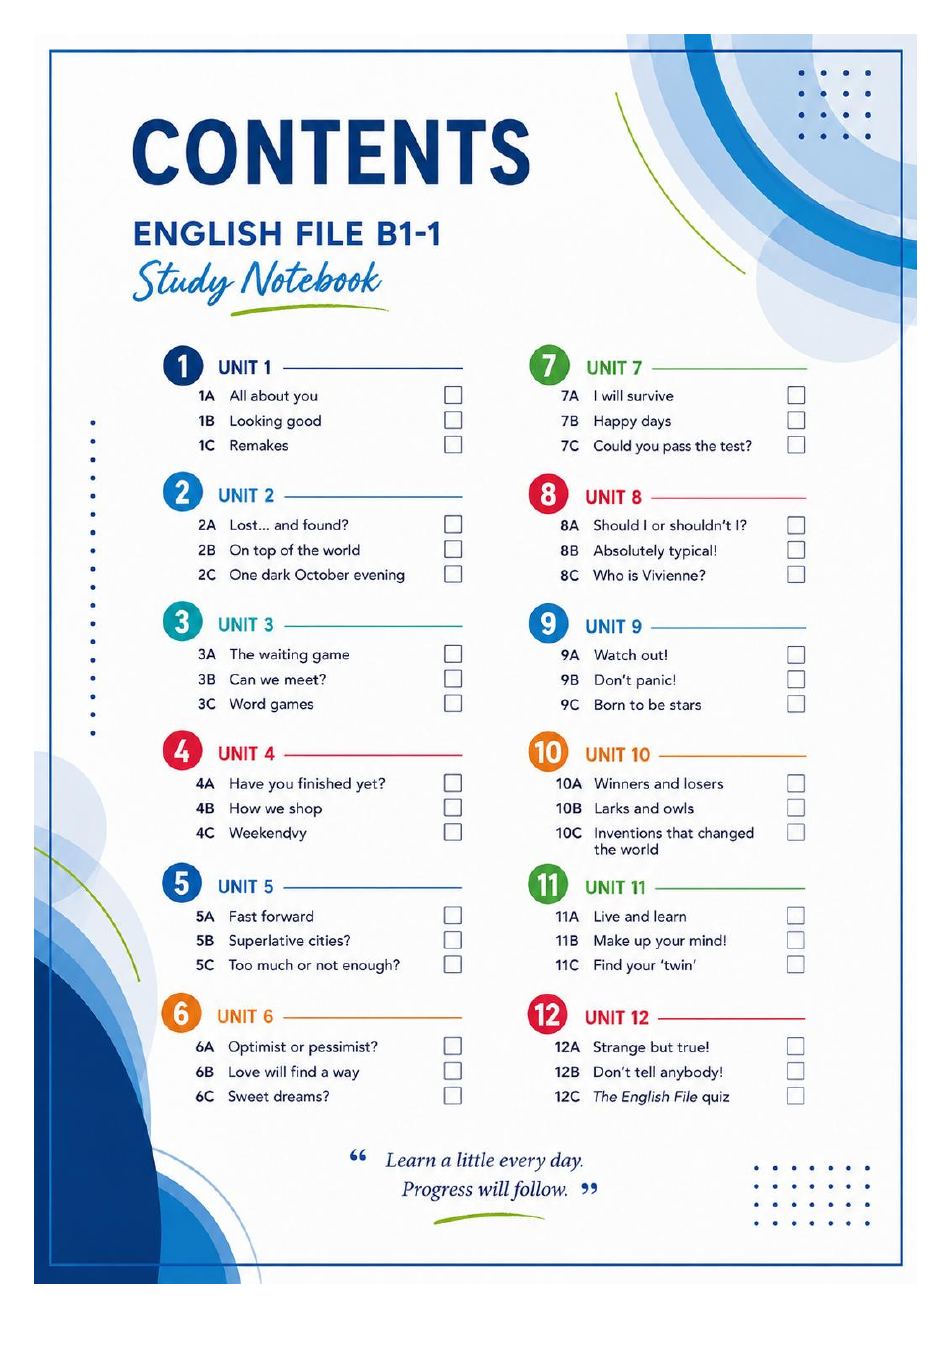 CONTENTS
ENGLISH FILE B1-1
Study Notebook
1 UNIT 1
1A All about you
1B Looking good
1C Remakes
2 UNIT 2
2A Lost... and found?
2B On top of the world
2C One dark October evening
3 UNIT 3
3A The waiting game
3B Can we meet?
3C Word games
4 UNIT 4
4A Have you finished yet?
4B How we shop
4C Weekendvy
5 UNIT 5
5A Fast forward
5B Superlative cities?
5C Too much or not enough?
6 UNIT 6
6A Optimist or pessimist?
6B Love will find a way
6C Sweet dreams?
7 UNIT 7
7A I will survive
7B Happy days
7C Could you pass the test?
8 UNIT 8
8A Should I or shouldn't I?
8B Absolutely typical!
8C Who is Vivienne?
9 UNIT 9
9A Watch out!
9B Don't panic!
9C Born to be stars
10 UNIT 10
10A Winners and losers
10B Larks and owls
10C Inventions that changed
the world
11 UNIT 11
11A Live and learn
11B Make up your mind!
11C Find your 'twin'
12 UNIT 12
12A Strange but true!
12B Don't tell anybody!
12C The English File quiz
“ Learn a little every day.
Progress will follow. ”